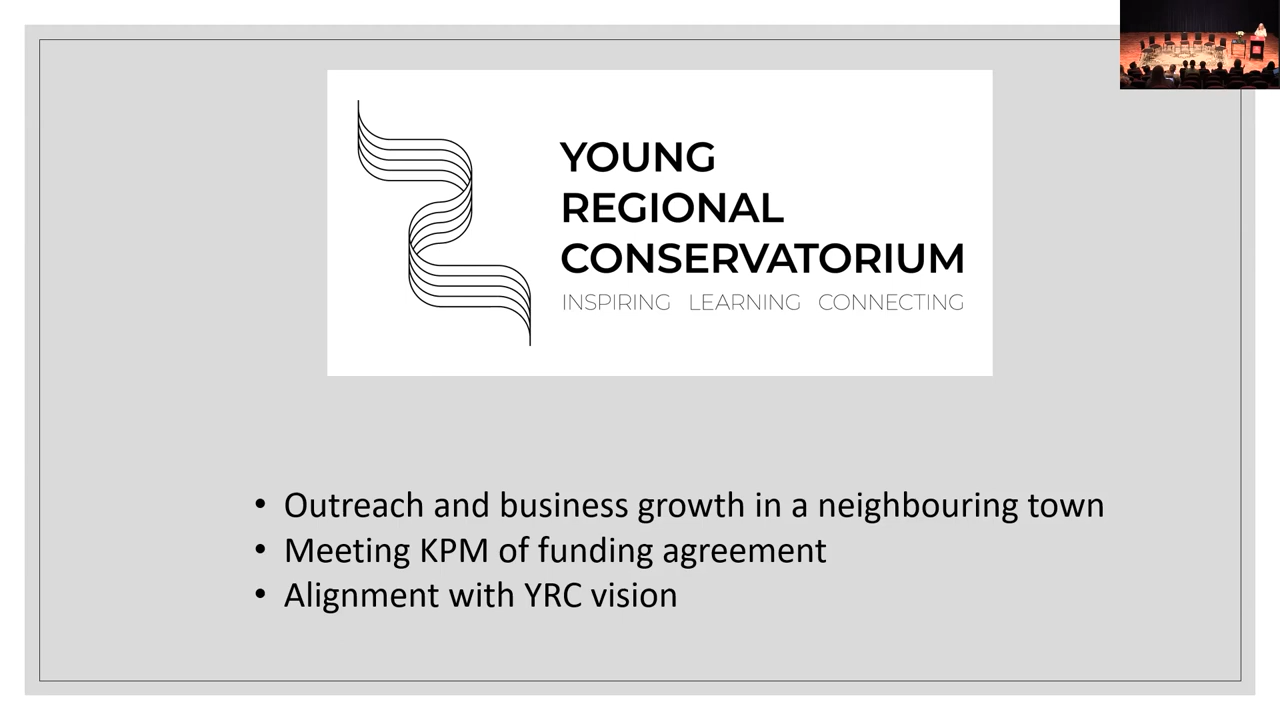 YOUNG
REGIONAL
CONSERVATORIUM
INSPIRING LEARNING CONNECTING
• Outreach and business growth in a neighbouring town
• Meeting KPM of funding agreement
• Alignment with YRC vision